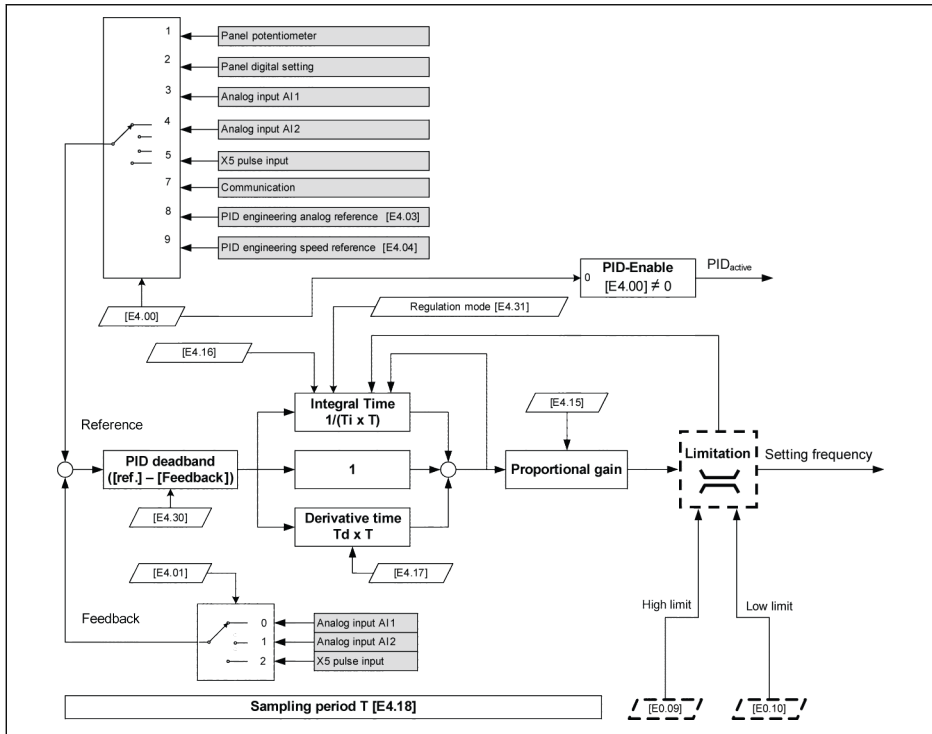 1 Panel potentiometer
2 Panel digital setting
3 Analog input AI1
4 Analog input AI2
5 X5 pulse input
7 Communication
8 PID engineering analog reference [E4.03]
9 PID engineering speed reference [E4.04]
0 PID-Enable
[E4.00] ≠ 0
PIDactive
[E4.00]
Regulation mode [E4.31]
[E4.16]
Integral Time
1/(Ti x T)
[E4.15]
Reference
PID deadband
([ref.] – [Feedback])
1
Proportional gain
Limitation
Setting frequency
[E4.30]
Derivative time
Td x T
[E4.01]
[E4.17]
Feedback
High limit
Low limit
0 Analog input AI1
1 Analog input AI2
2 X5 pulse input
Sampling period T [E4.18]
[E0.09]
[E0.10]